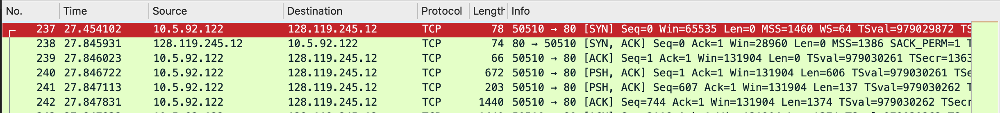 No. Time Source Destination Protocol Length Info
237 27.454102 10.5.92.122 128.119.245.12 TCP 78 50510 → 80 [SYN] Seq=0 Win=65535 Len=0 MSS=1460 WS=64 TSval=979029872 TS
238 27.845931 128.119.245.12 10.5.92.122 TCP 74 80 → 50510 [SYN, ACK] Seq=0 Ack=1 Win=28960 Len=0 MSS=1386 SACK_PERM=1 T
239 27.846023 10.5.92.122 128.119.245.12 TCP 66 50510 → 80 [ACK] Seq=1 Ack=1 Win=131904 Len=0 TSval=979030261 TSecr=1363
240 27.846722 10.5.92.122 128.119.245.12 TCP 672 50510 → 80 [PSH, ACK] Seq=1 Ack=1 Win=131904 Len=606 TSval=979030261 TSe
241 27.847113 10.5.92.122 128.119.245.12 TCP 203 50510 → 80 [PSH, ACK] Seq=607 Ack=1 Win=131904 Len=137 TSval=979030262 T
242 27.847831 10.5.92.122 128.119.245.12 TCP 1440 50510 → 80 [ACK] Seq=744 Ack=1 Win=131904 Len=1374 TSval=979030262 TSecr